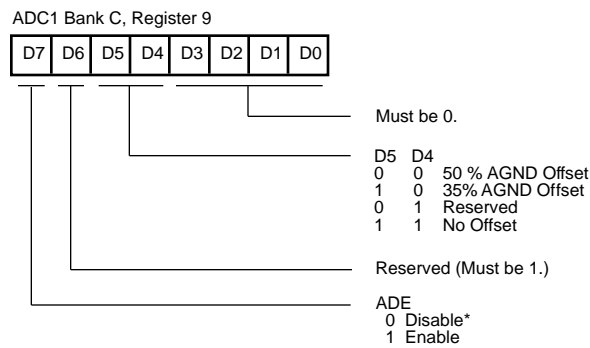 ADC1 Bank C, Register 9
D7 D6 D5 D4 D3 D2 D1 D0
Must be 0.
D5 D4
0 0 50 % AGND Offset
1 0 35% AGND Offset
0 1 Reserved
1 1 No Offset
Reserved (Must be 1.)
ADE
0 Disable*
1 Enable